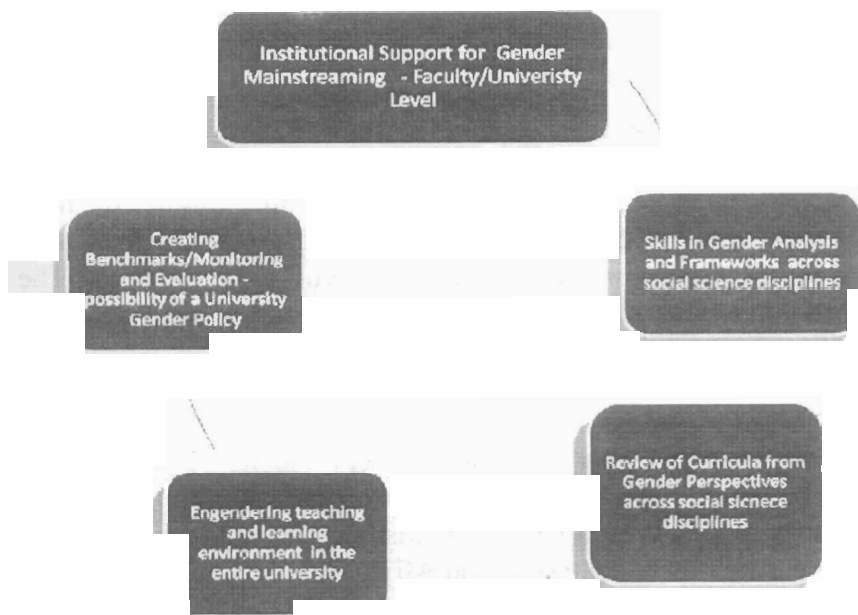 Institutional Support for Gender
Mainstreaming - Faculty/Univeristy
Level
Creating
Benchmarks/Monitoring
and Evaluation -
possibility of a University
Gender Policy
Skills in Gender Analysis
and Frameworks across
social science disciplines
Engendering teaching
and learning
environment in the
entire university
Review of Curricula from
Gender Perspectives
across social sicnece
disciplines